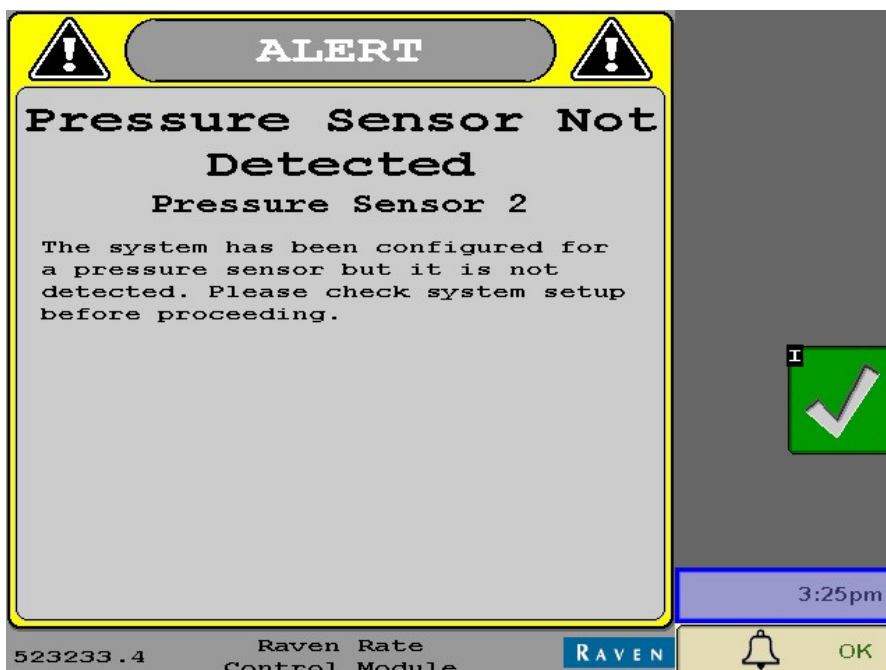 ALERT
Pressure Sensor Not
Detected
Pressure Sensor 2
The system has been configured for
a pressure sensor but it is not
detected. Please check system setup
before proceeding.
I
3:25pm
523233.4
Raven Rate
Control Module
RAVEN
OK